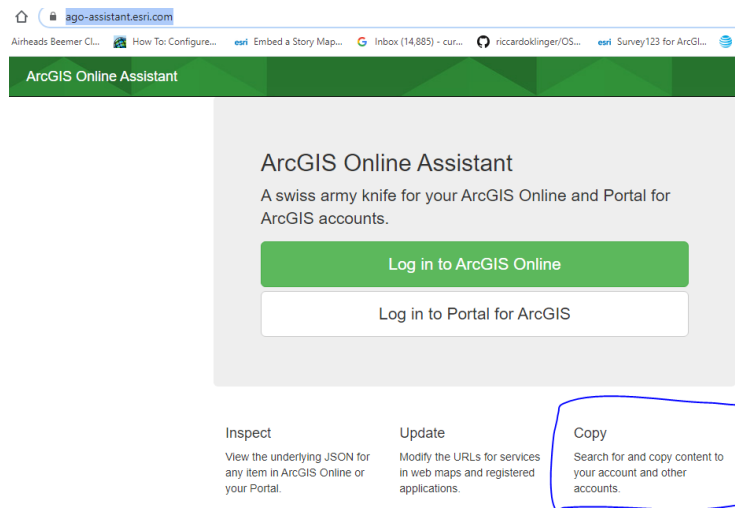 ago-assistant.esri.com
Airheads Beemer Cl... How To: Configure... esri Embed a Story Map... G Inbox (14,885) - cur... riccardoklinger/OS... esri Survey123 for ArcGI...
ArcGIS Online Assistant
ArcGIS Online Assistant
A swiss army knife for your ArcGIS Online and Portal for
ArcGIS accounts.
Log in to ArcGIS Online
Log in to Portal for ArcGIS
Inspect
View the underlying JSON for
any item in ArcGIS Online or
your Portal.
Update
Modify the URLs for services
in web maps and registered
applications.
Copy
Search for and copy content to
your account and other
accounts.